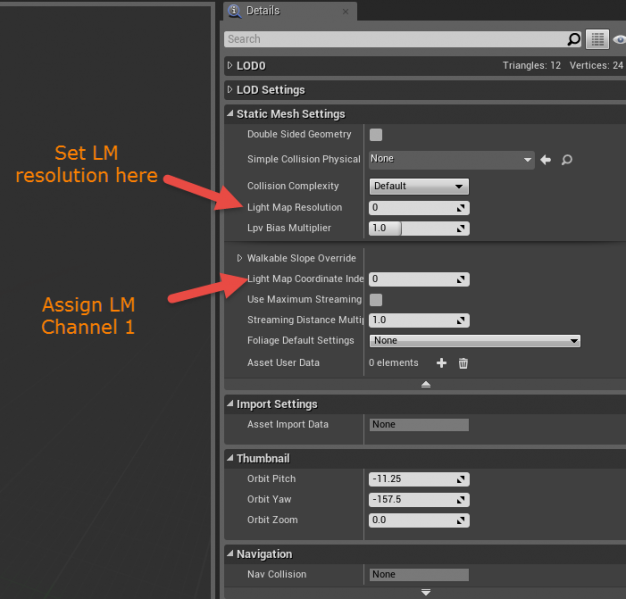 Details
Search
LOD0 Triangles: 12 Vertices: 24
LOD Settings
Static Mesh Settings
Double Sided Geometry
Set LM
resolution here
Simple Collision Physical None
Collision Complexity Default
Light Map Resolution 0
Lpv Bias Multiplier 1.0
Walkable Slope Override
Assign LM
Channel 1
Light Map Coordinate Inde 0
Use Maximum Streaming
Streaming Distance Multip 1.0
Foliage Default Settings None
Asset User Data 0 elements
Import Settings
Asset Import Data None
Thumbnail
Orbit Pitch -11.25
Orbit Yaw -157.5
Orbit Zoom 0.0
Navigation
Nav Collision None